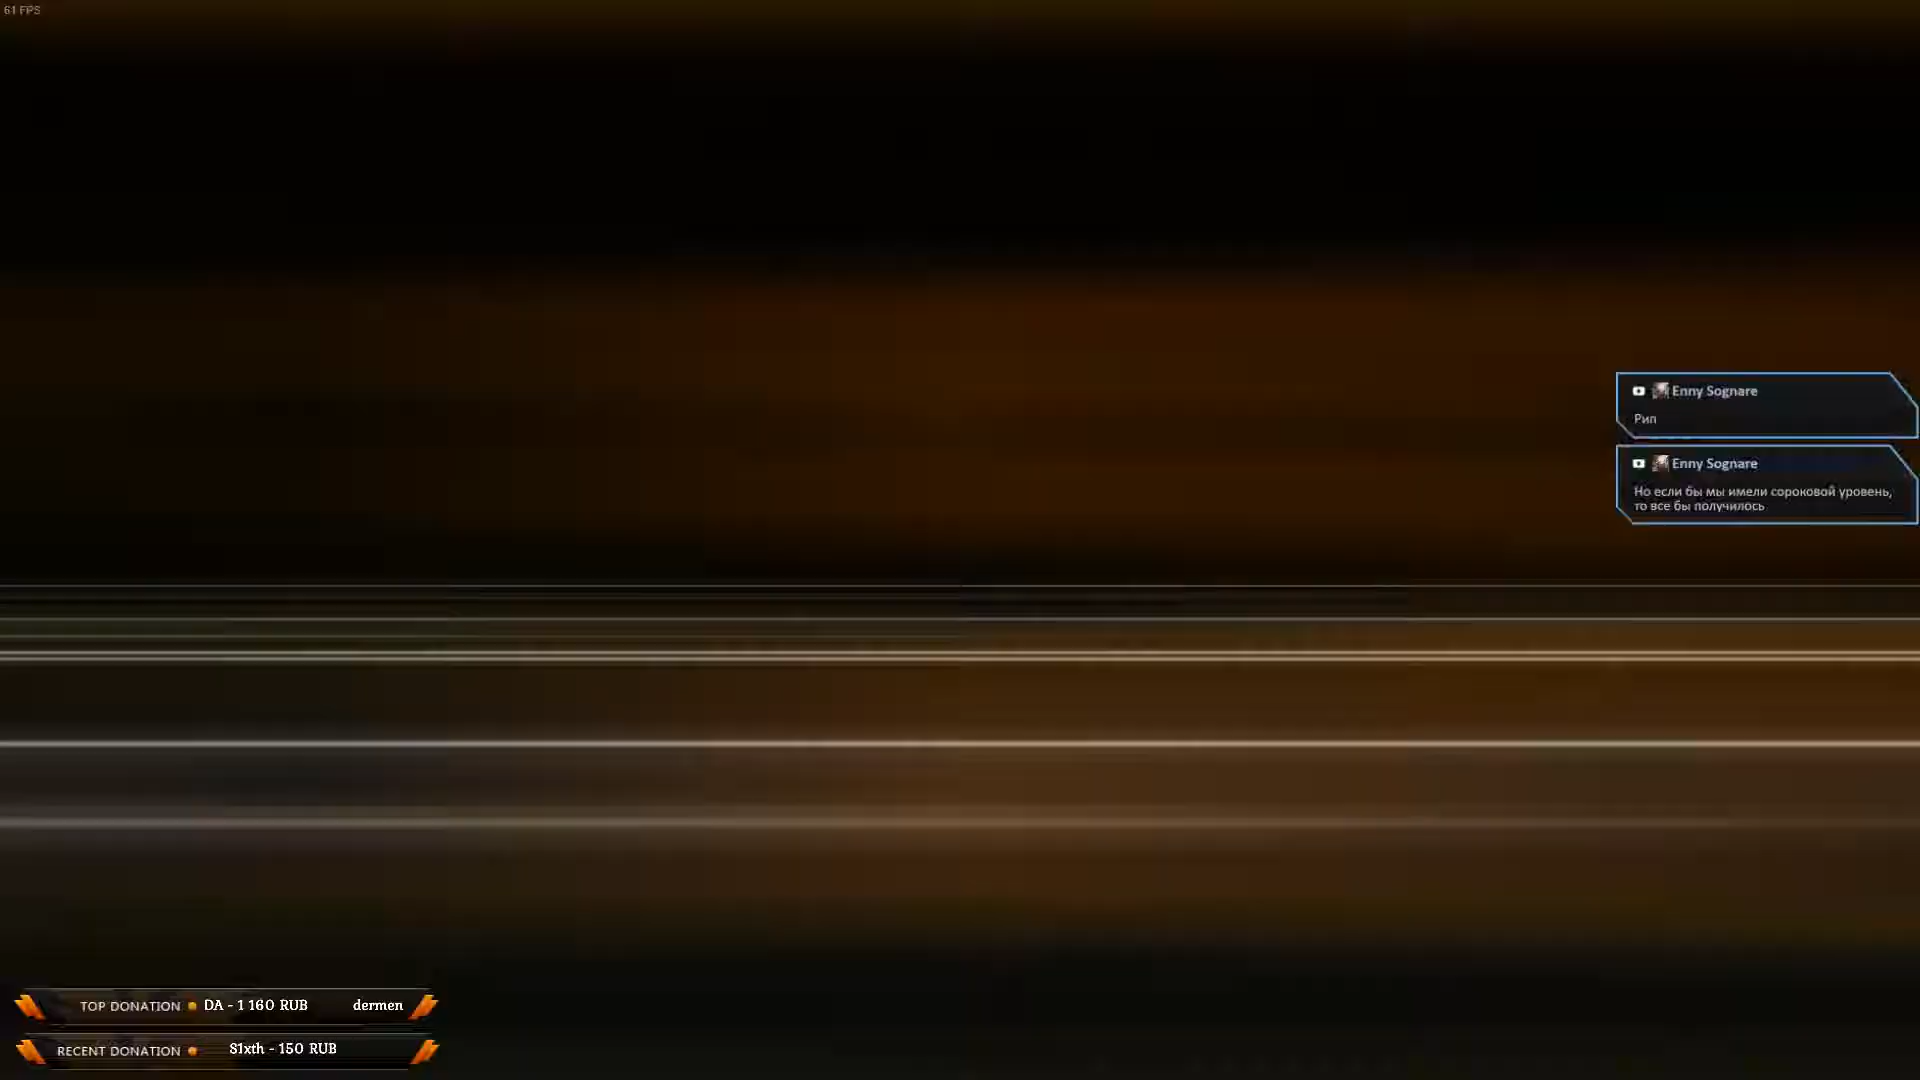 61 FPS
Enny Sognare
Рип
Enny Sognare
Но если бы мы имели сороковой уровень,
то все бы получилось
TOP DONATION DA - 1 160 RUB dermen
RECENT DONATION S1xth - 150 RUB